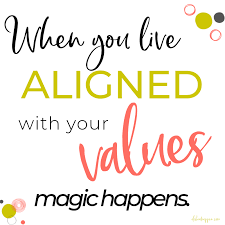 When you live
ALIGNED
with your
values
magic happens.